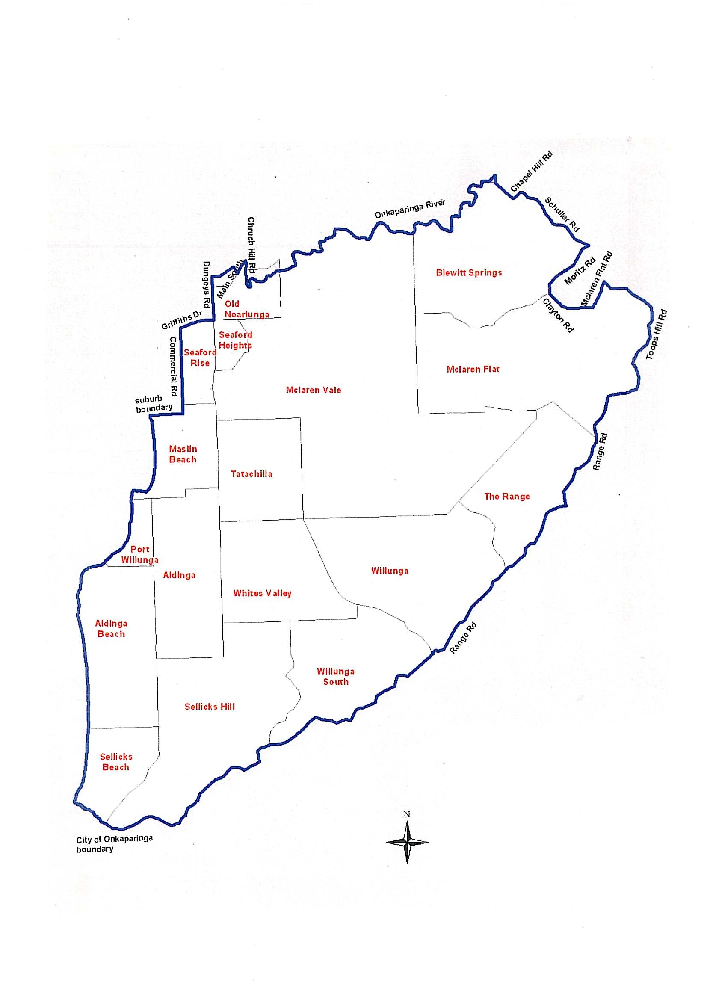 Chapel Hill Rd
Onkaparinga River
Schuller Rd
Chruch Hill Rd
Main South
Dungeys Rd
Moritz Rd
Mclaren Flat Rd
Blewitt Springs
Old
Noarlunga
Clayton Rd
Griffiths Dr
Toops Hill Rd
Seaford
Heights
Commercial Rd
Seaford
Rise
Mclaren Flat
Mclaren Vale
suburb
boundary
Range Rd
Maslin
Beach
Tatachilla
The Range
Port
Willunga
Aldinga
Willunga
Whites Valley
Aldinga
Beach
Range Rd
Willunga
South
Sellicks Hill
Sellicks
Beach
N
City of Onkaparinga
boundary